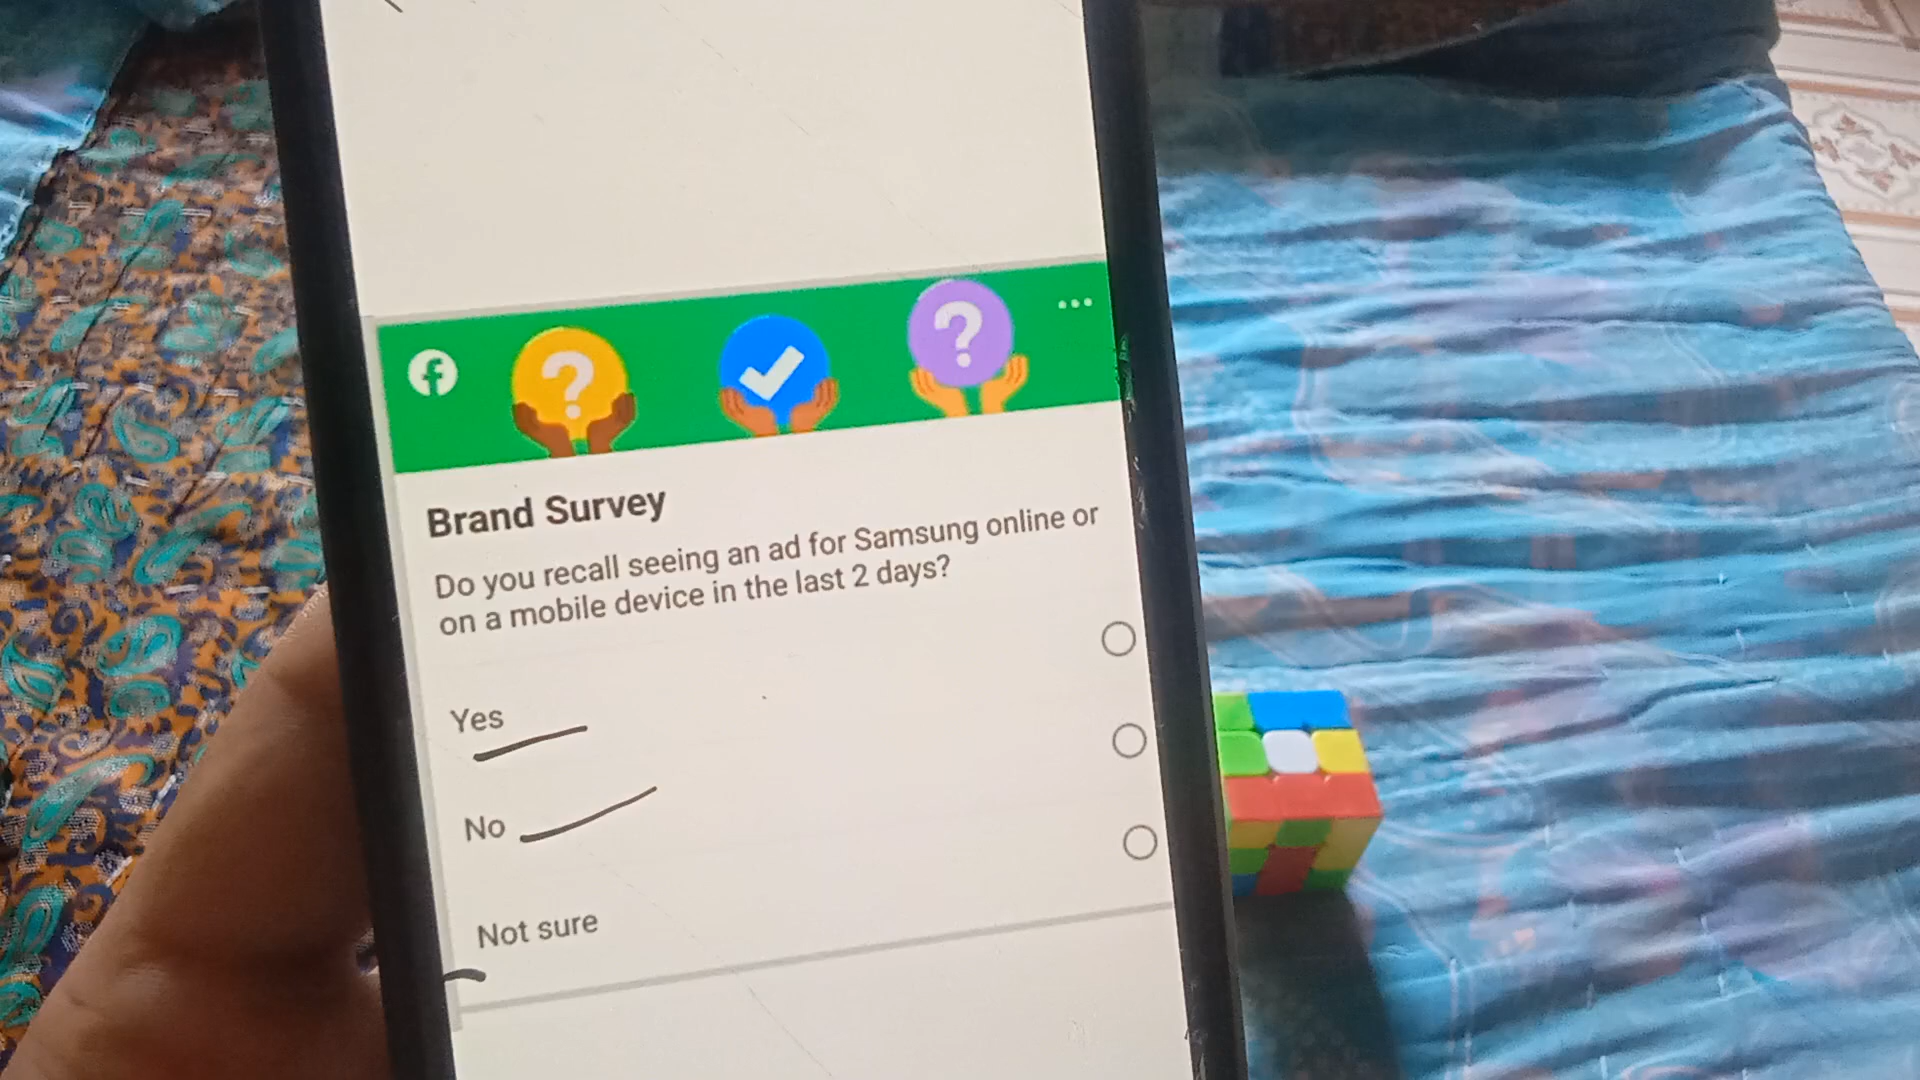 Brand Survey
Do you recall seeing an ad for Samsung online or
on a mobile device in the last 2 days?
Yes
No
Not sure